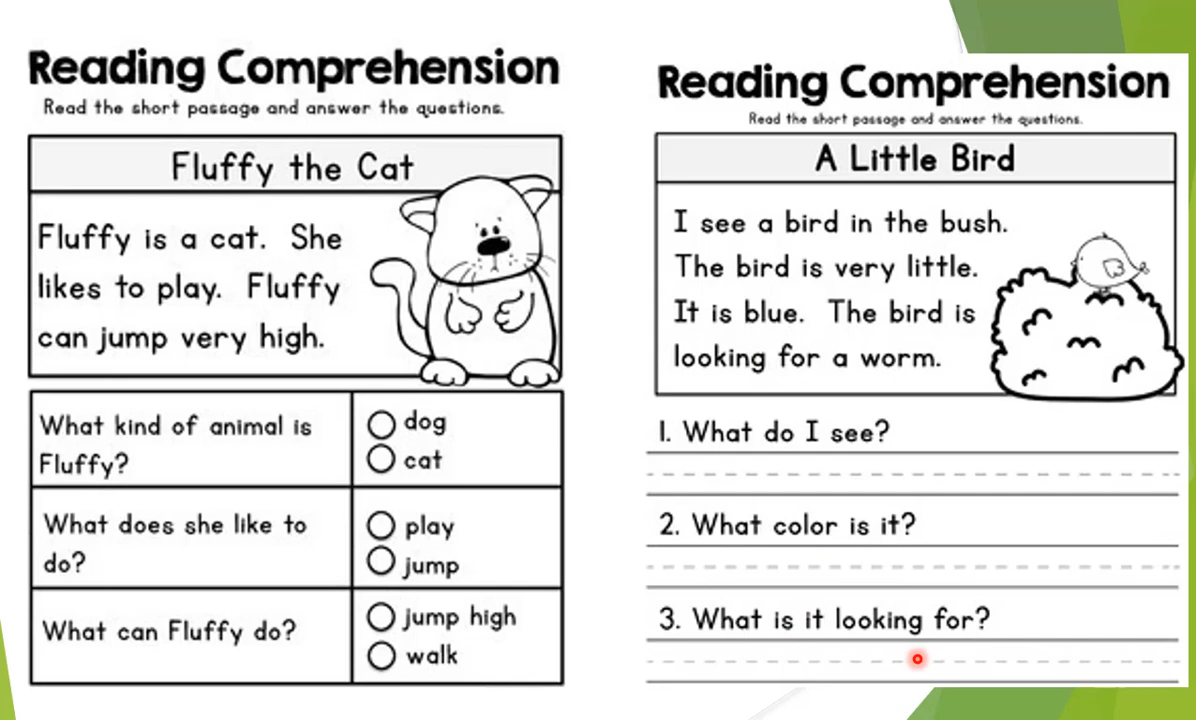 Reading Comprehension
Read the short passage and answer the questions.
Fluffy the Cat
Fluffy is a cat. She
likes to play. Fluffy
can jump very high.
What kind of animal is
Fluffy?
dog
cat
What does she like to
do?
play
jump
What can Fluffy do?
jump high
walk
Reading Comprehension
Read the short passage and answer the questions.
A Little Bird
I see a bird in the bush.
The bird is very little.
It is blue. The bird is
looking for a worm.
1. What do I see?
2. What color is it?
3. What is it looking for?